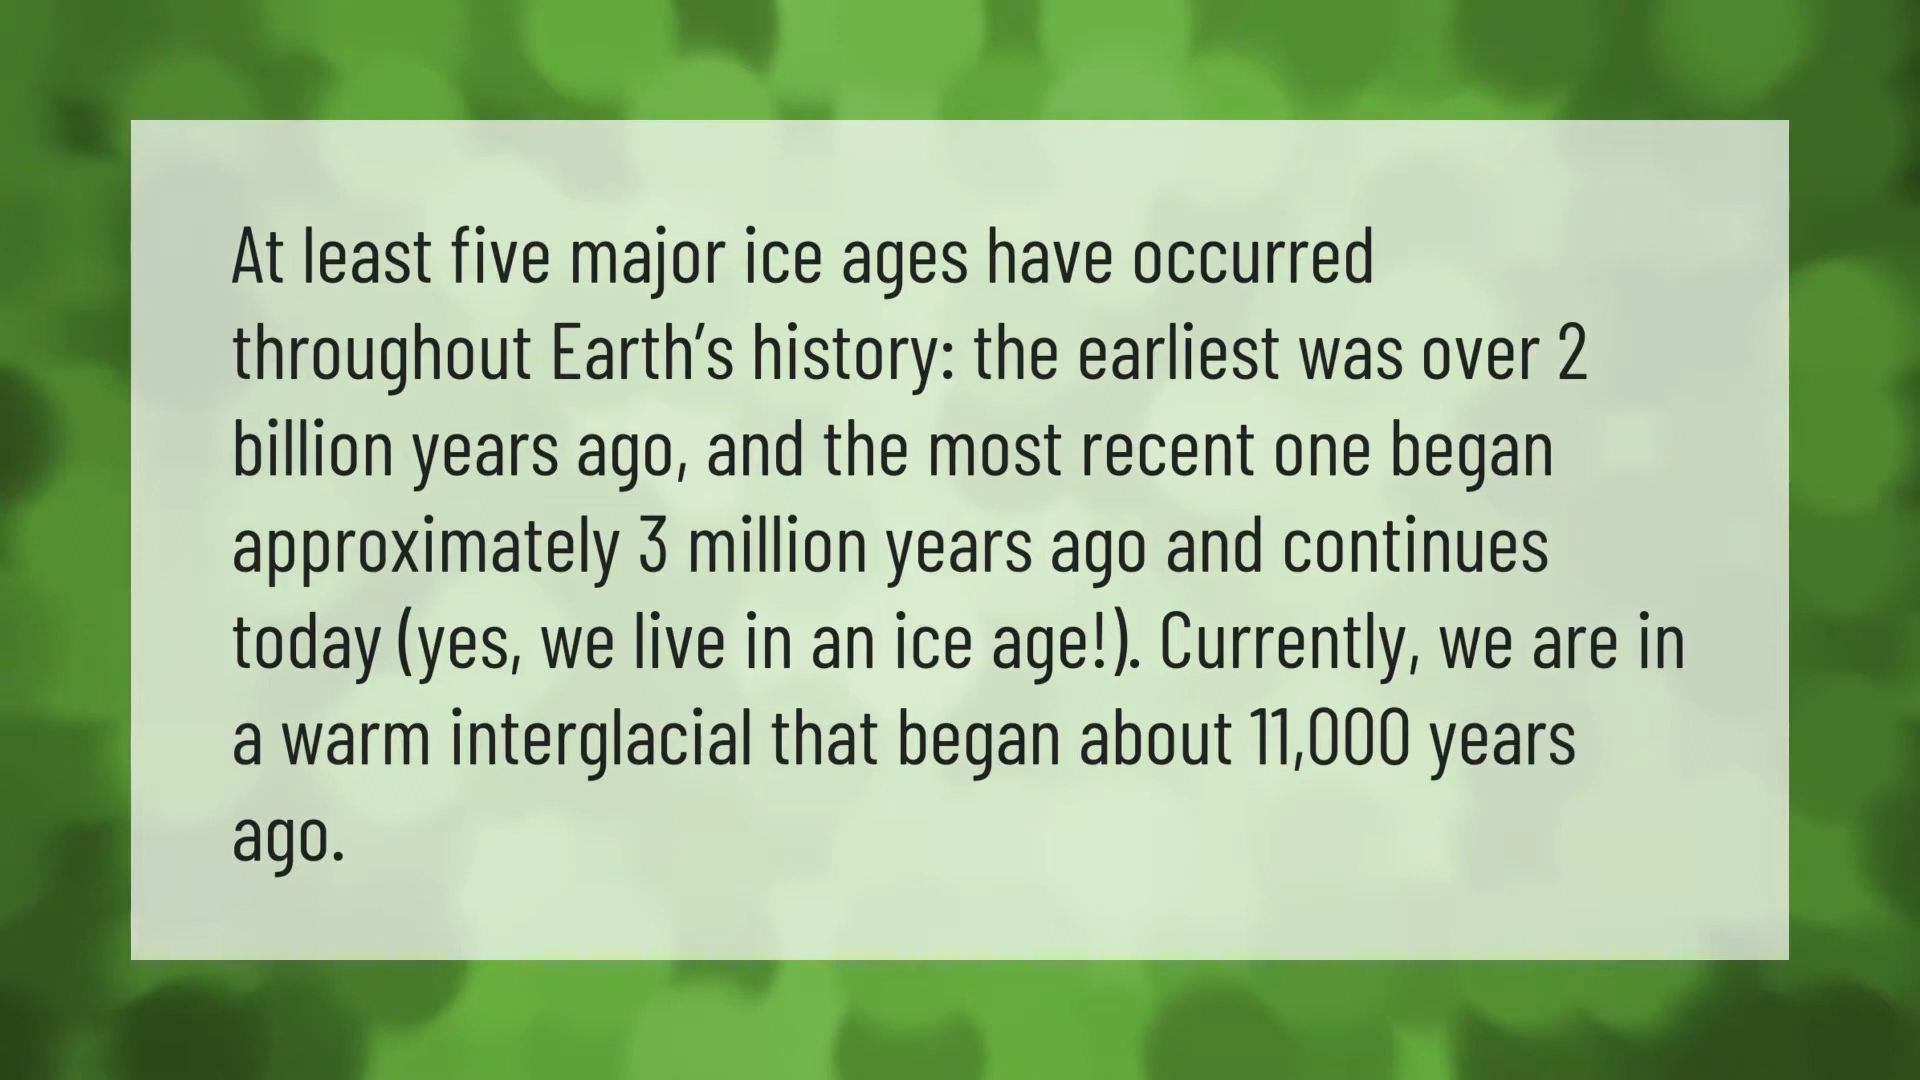 At least five major ice ages have occurred
throughout Earth’s history: the earliest was over 2
billion years ago, and the most recent one began
approximately 3 million years ago and continues
today (yes, we live in an ice age!). Currently, we are in
a warm interglacial that began about 11,000 years
ago.